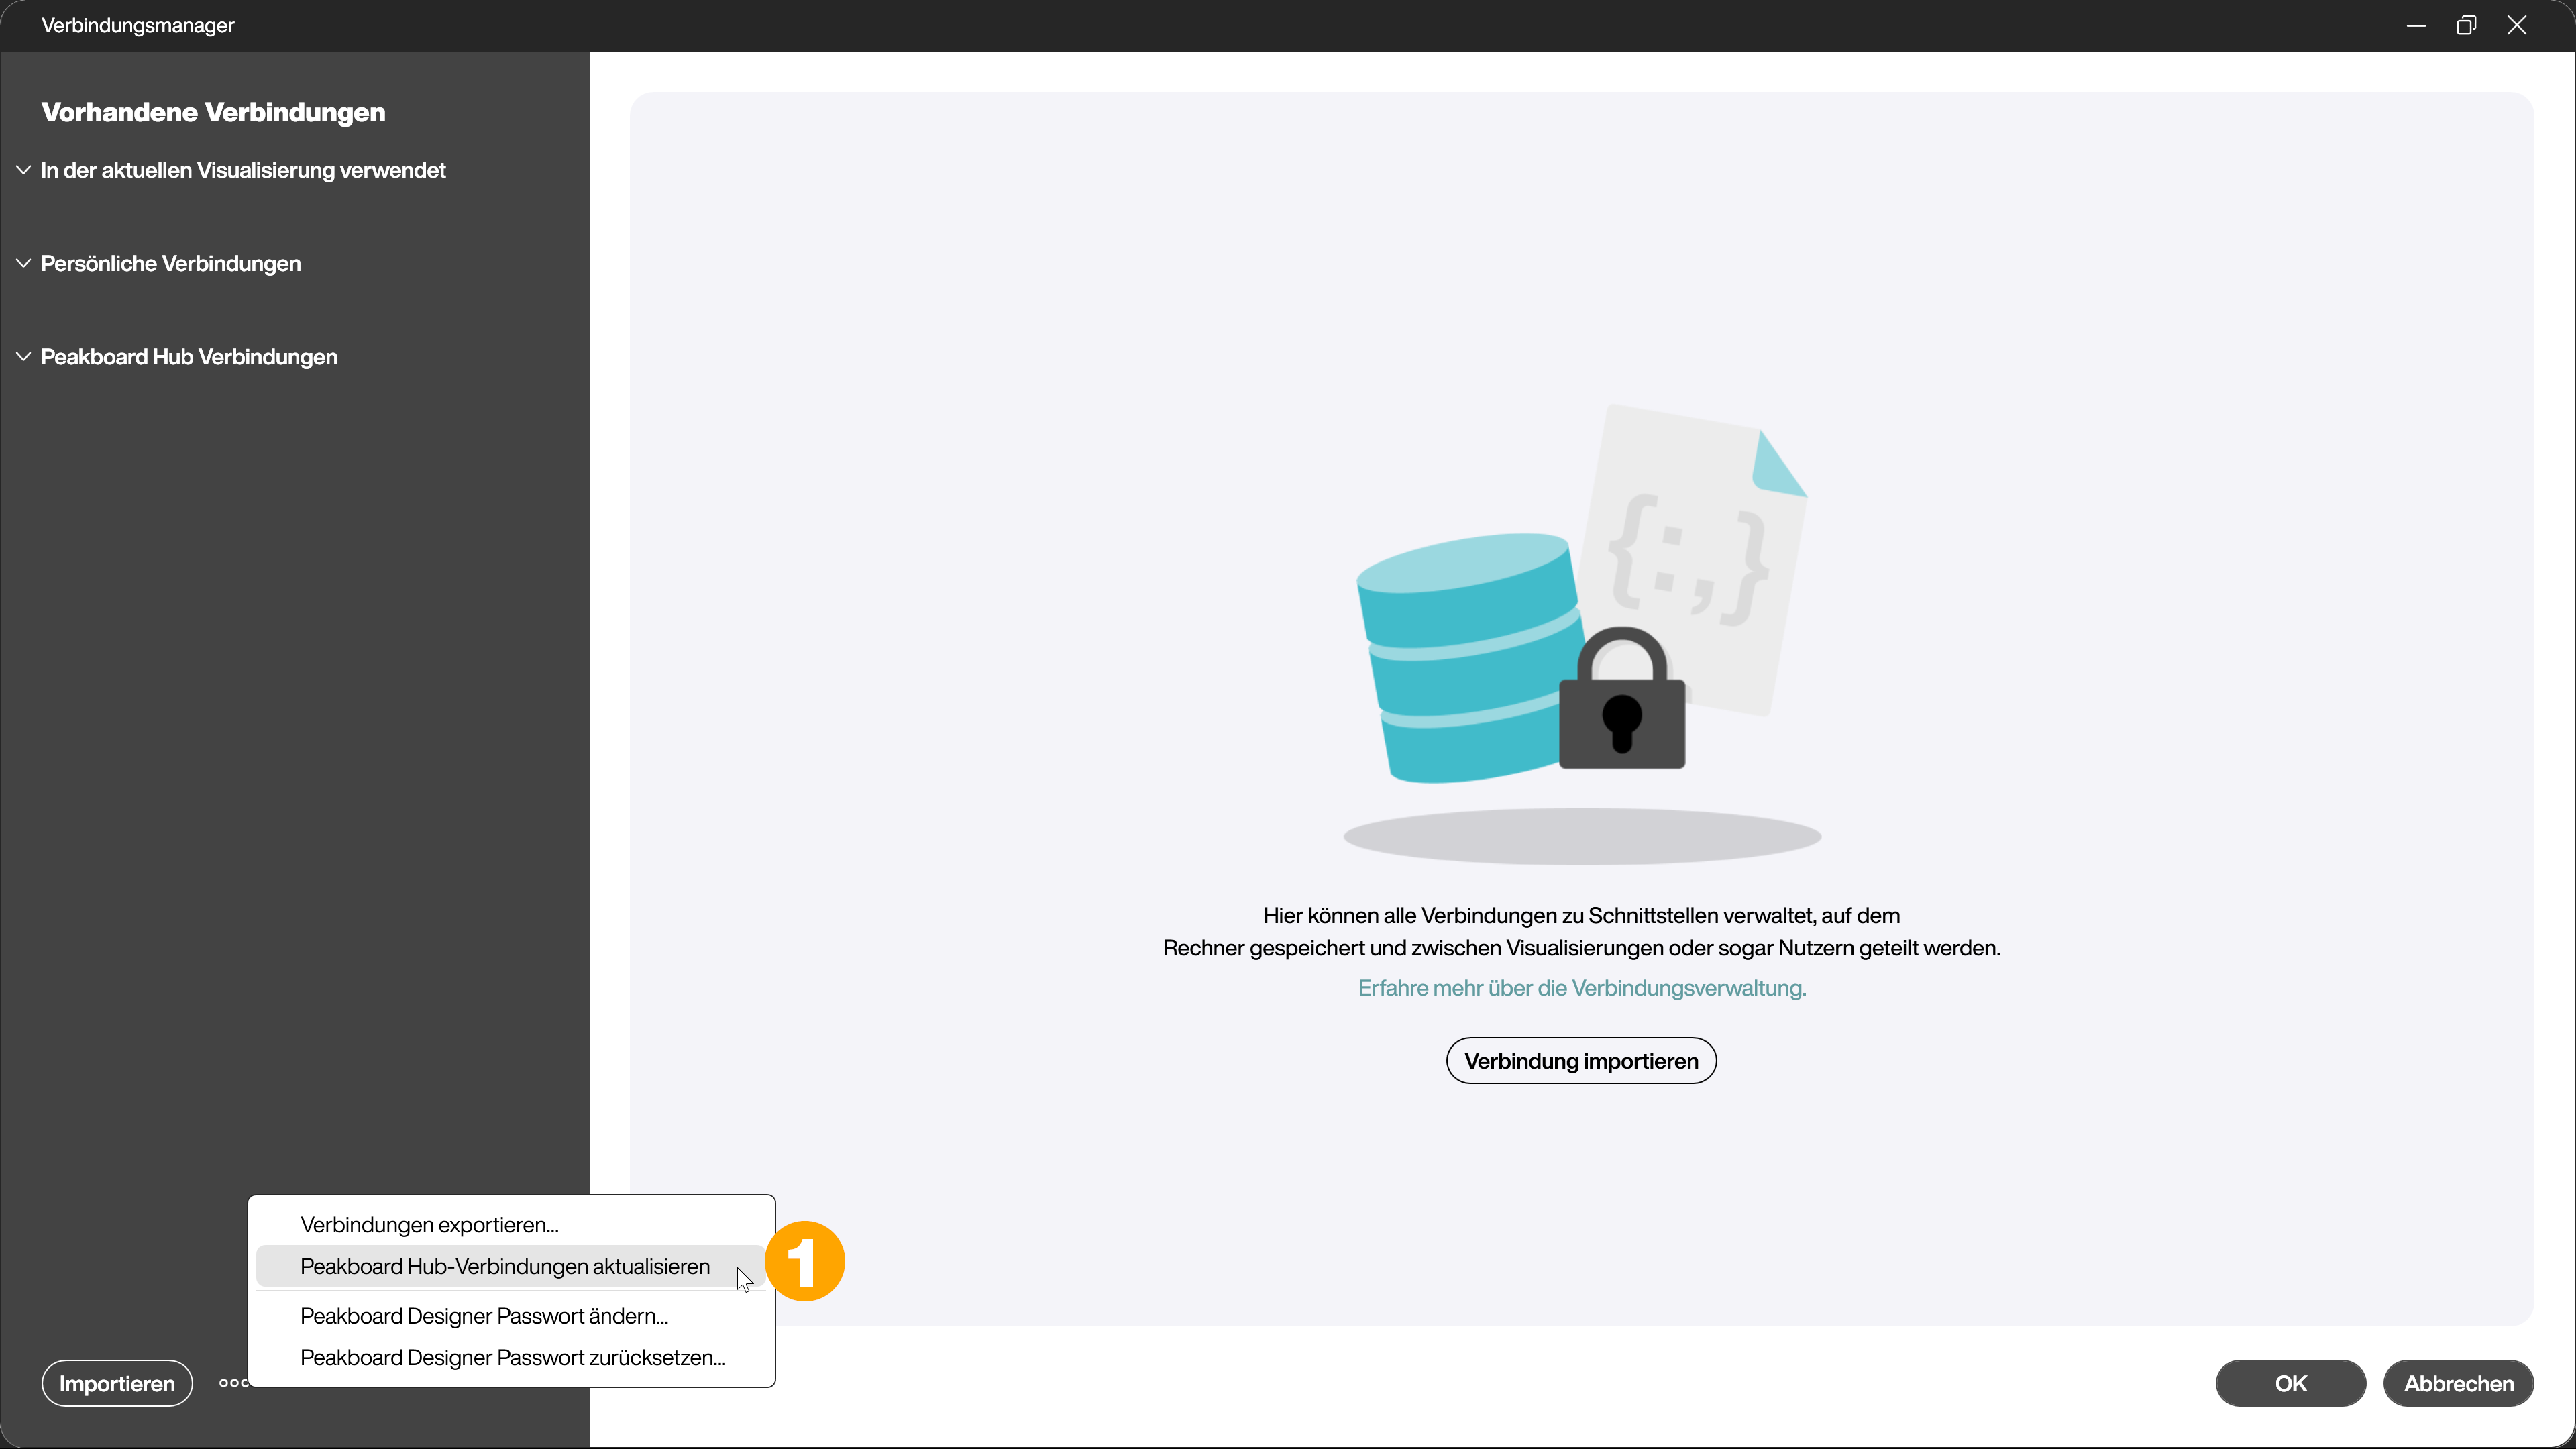 Verbindungsmanager
Vorhandene Verbindungen
In der aktuellen Visualisierung verwendet
Persönliche Verbindungen
Peakboard Hub Verbindungen
{:,}
Hier können alle Verbindungen zu Schnittstellen verwaltet, auf dem
Rechner gespeichert und zwischen Visualisierungen oder sogar Nutzern geteilt werden.
Erfahre mehr über die Verbindungsverwaltung.
Verbindung importieren
Verbindungen exportieren...
Peakboard Hub-Verbindungen aktualisieren
1
Peakboard Designer Passwort ändern...
Peakboard Designer Passwort zurücksetzen...
Importieren
OK
Abbrechen